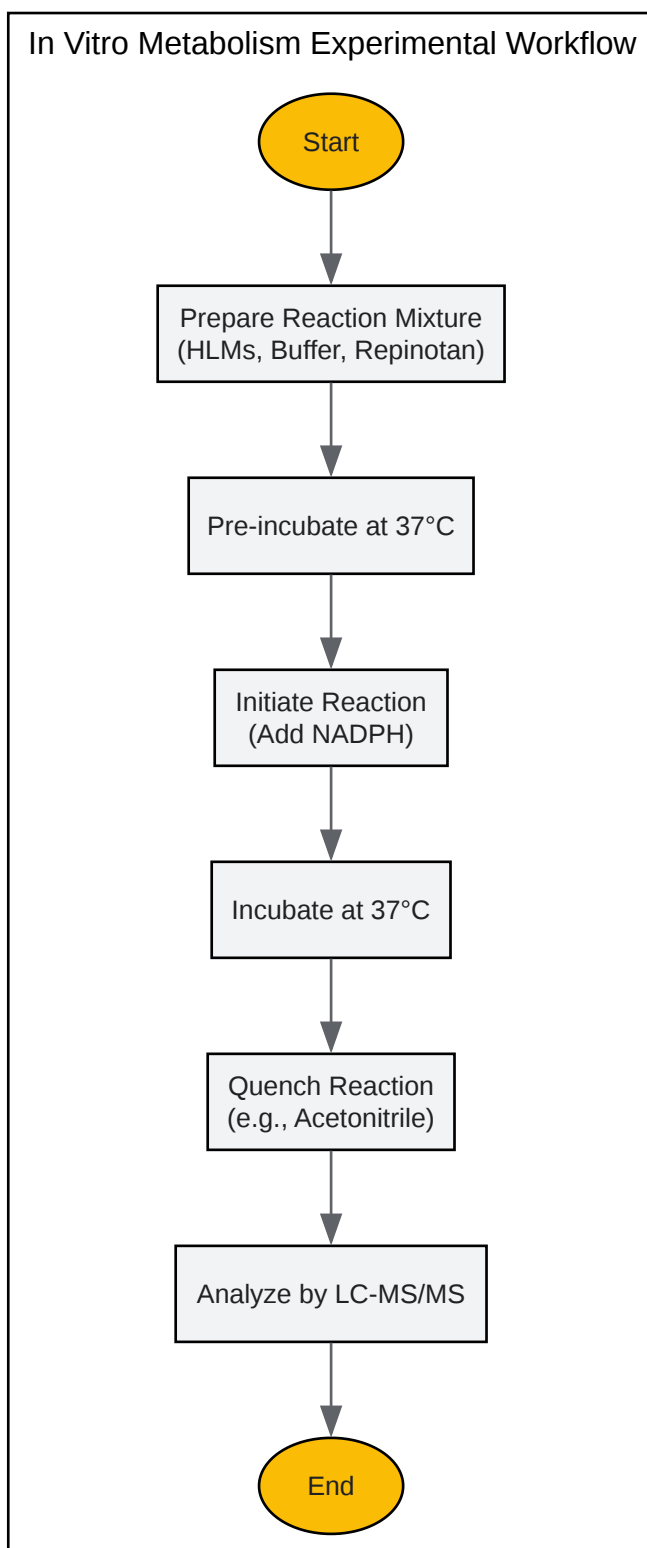 In Vitro Metabolism Experimental Workflow
Start
Prepare Reaction Mixture
(HLMs, Buffer, Repinotan)
Pre-incubate at 37°C
Initiate Reaction
(Add NADPH)
Incubate at 37°C
Quench Reaction
(e.g., Acetonitrile)
Analyze by LC-MS/MS
End